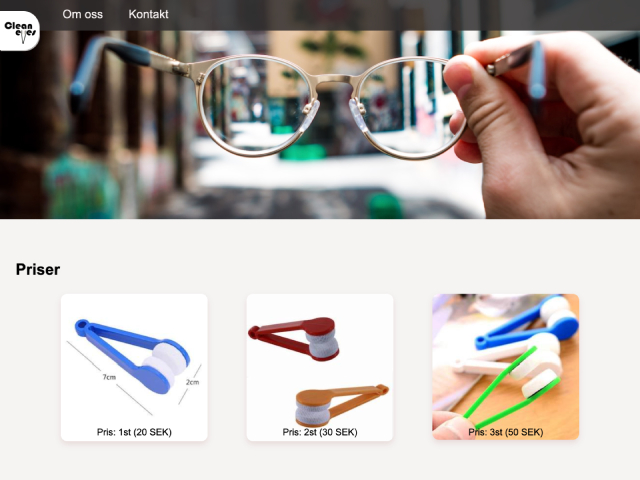 Clean
eyes
Om oss
Kontakt
Priser
7cm
2cm
Pris: 1st (20 SEK)
Pris: 2st (30 SEK)
Pris: 3st (50 SEK)